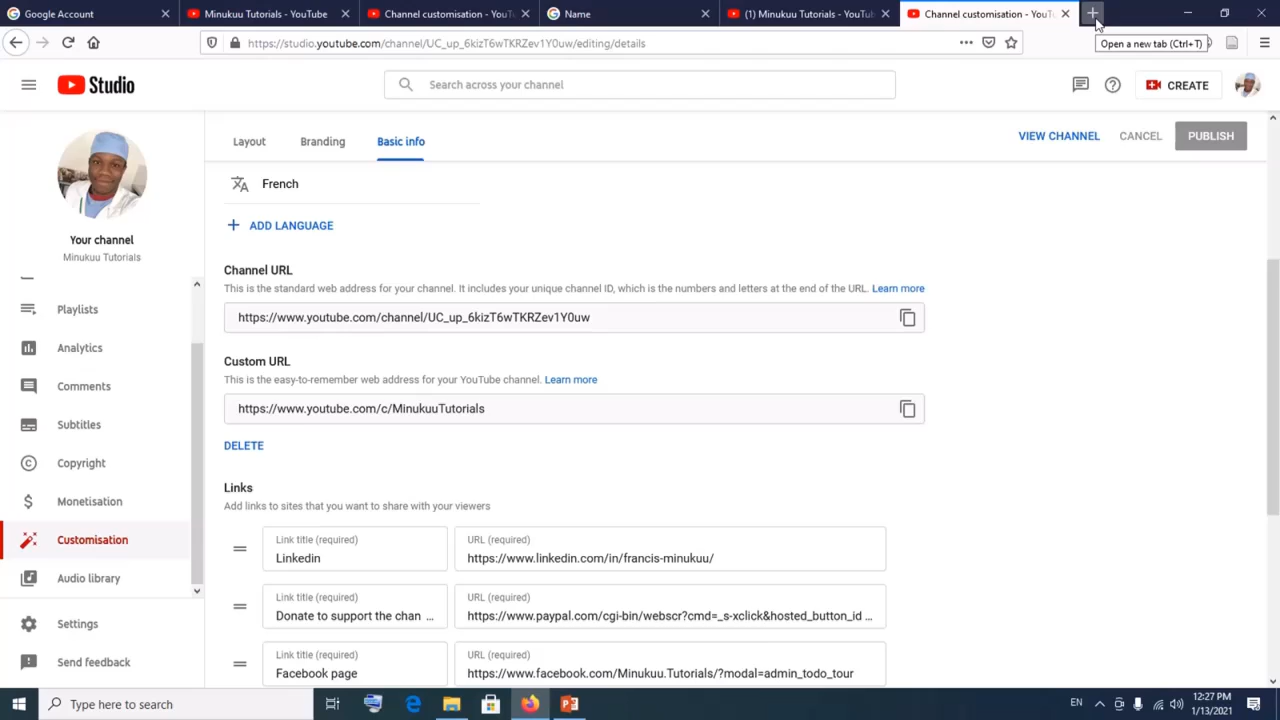 Google Account
Minukuu Tutorials - YouTube
Channel customisation - YouT
Name
(1) Minukuu Tutorials - YouTub
Channel customisation - YouT
https://studio.youtube.com/channel/UC_up_6kizT6wTKRZev1Y0uw/editing/details
Open a new tab (Ctrl+T)
Studio
Search across your channel
CREATE
Layout
Branding
Basic info
VIEW CHANNEL
CANCEL
PUBLISH
French
ADD LANGUAGE
Your channel
Minukuu Tutorials
Playlists
Analytics
Comments
Subtitles
Copyright
Monetisation
Customisation
Audio library
Settings
Send feedback
Channel URL
This is the standard web address for your channel. It includes your unique channel ID, which is the numbers and letters at the end of the URL. Learn more
https://www.youtube.com/channel/UC_up_6kizT6wTKRZev1Y0uw
Custom URL
This is the easy-to-remember web address for your YouTube channel. Learn more
https://www.youtube.com/c/MinukuuTutorials
DELETE
Links
Add links to sites that you want to share with your viewers
Link title (required)
Linkedin
URL (required)
https://www.linkedin.com/in/francis-minukuu/
Link title (required)
Donate to support the chan ...
URL (required)
https://www.paypal.com/cgi-bin/webscr?cmd=_s-xclick&hosted_button_id ...
Link title (required)
Facebook page
URL (required)
https://www.facebook.com/Minukuu.Tutorials/?modal=admin_todo_tour
Type here to search
EN
12:27 PM
1/13/2021